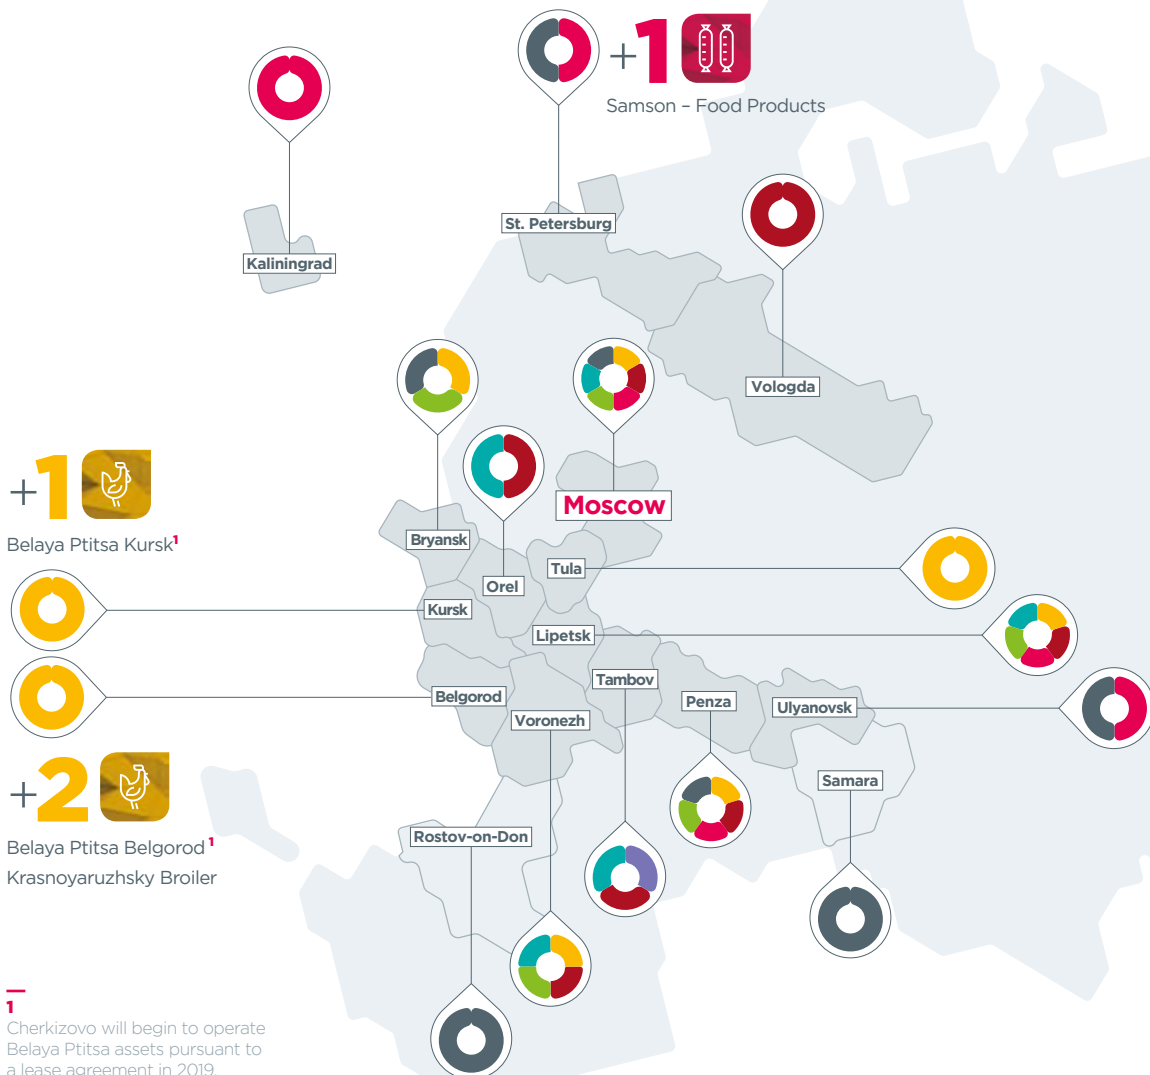 +1
Samson – Food Products
St. Petersburg
Kaliningrad
Vologda
Moscow
+1
Belaya Ptitsa Kursk1
Bryansk
Orel
Tula
Kursk
Lipetsk
Tambov
Belgorod
Penza
Voronezh
Ulyanovsk
Samara
+2
Belaya Ptitsa Belgorod 1
Krasnoyaruzhsky Broiler
Rostov-on-Don
1
Cherkizovo will begin to operate
Belaya Ptitsa assets pursuant to
a lease agreement in 2019.